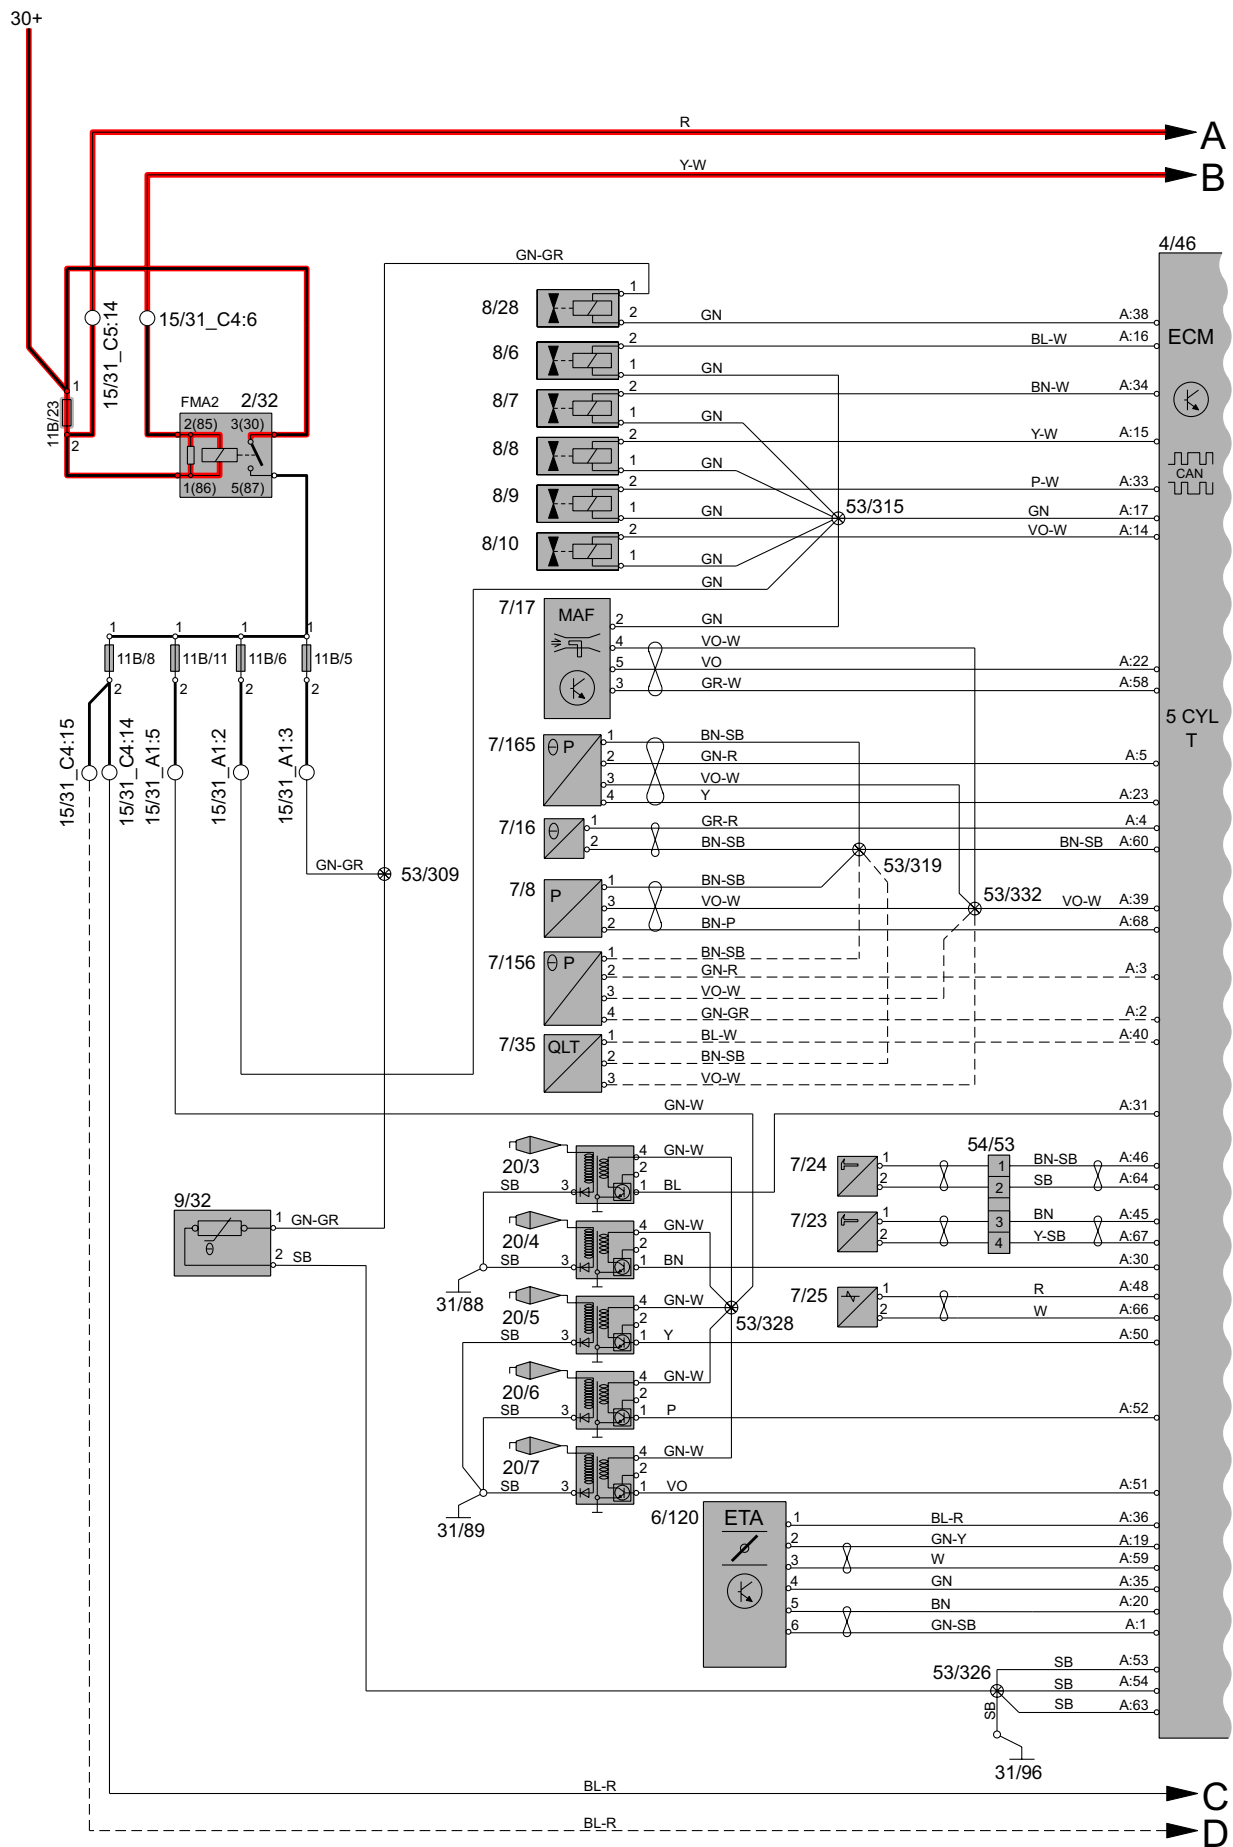 30+
R
A
Y-W
B
4/46
GN-GR
1
8/28
2
GN
A:38
15/31_C5:14
15/31_C4:6
ECM
8/6
2
BL-W
A:16
1
GN
1
11B/23
2
FMA2
2/32
2(85)
3(30)
1(86)
5(87)
8/7
2
BN-W
A:34
1
GN
8/8
2
Y-W
A:15
1
GN
CAN
8/9
2
P-W
A:33
1
GN
53/315
GN
A:17
8/10
2
VO-W
A:14
1
GN
GN
7/17
MAF
2
GN
4
VO-W
5
VO
A:22
3
GR-W
A:58
1
1
1
1
11B/8
11B/11
11B/6
11B/5
2
2
2
2
15/31_C4:15
15/31_C4:14
15/31_A1:5
15/31_A1:2
15/31_A1:3
5 CYL
T
7/165
θ P
1
BN-SB
2
GN-R
A:5
3
VO-W
4
Y
A:23
7/16
θ
1
GR-R
A:4
2
BN-SB
BN-SB
A:60
53/319
GN-GR
53/309
7/8
P
1
BN-SB
3
VO-W
53/332
VO-W
A:39
2
BN-P
A:68
7/156
θ P
1
BN-SB
2
GN-R
A:3
3
VO-W
4
GN-GR
A:2
7/35
QLT
1
BL-W
A:40
2
BN-SB
3
VO-W
GN-W
A:31
20/3
4
GN-W
2
SB
3
1
BL
7/24
1
2
54/53
1
BN-SB
A:46
2
SB
A:64
9/32
θ
1
GN-GR
2
SB
20/4
4
GN-W
2
SB
3
1
BN
A:30
31/88
7/23
1
2
3
BN
A:45
4
Y-SB
A:67
7/25
1
R
A:48
2
W
A:66
20/5
4
GN-W
53/328
2
SB
3
1
Y
A:50
20/6
4
GN-W
2
SB
3
1
P
A:52
20/7
4
GN-W
2
SB
3
1
VO
A:51
31/89
6/120
ETA
1
BL-R
A:36
2
GN-Y
A:19
3
W
A:59
4
GN
A:35
5
BN
A:20
6
GN-SB
A:1
53/326
SB
A:53
SB
A:54
SB
A:63
SB
31/96
BL-R
C
BL-R
D